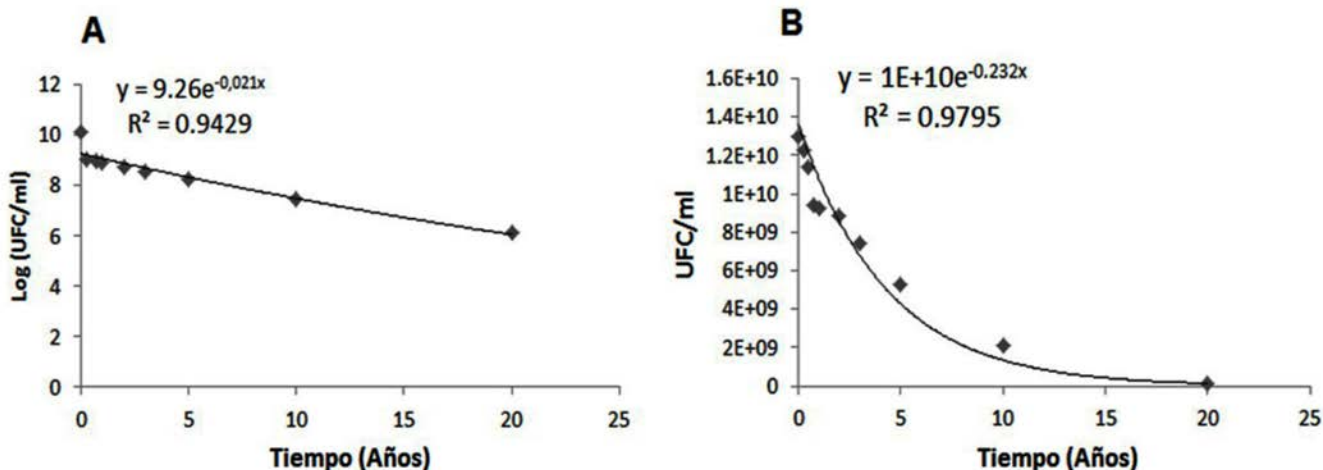 A
y = 9.26e^-0,021x
R² = 0.9429
12
10
8
6
4
2
0
Log (UFC/ml)
0 5 10 15 20 25
Tiempo (Años)
B
y = 1E+10e^-0.232x
R² = 0.9795
1.6E+10
1.4E+10
1.2E+10
1E+10
8E+09
6E+09
4E+09
2E+09
0
UFC/ml
0 5 10 15 20 25
Tiempo (Años)